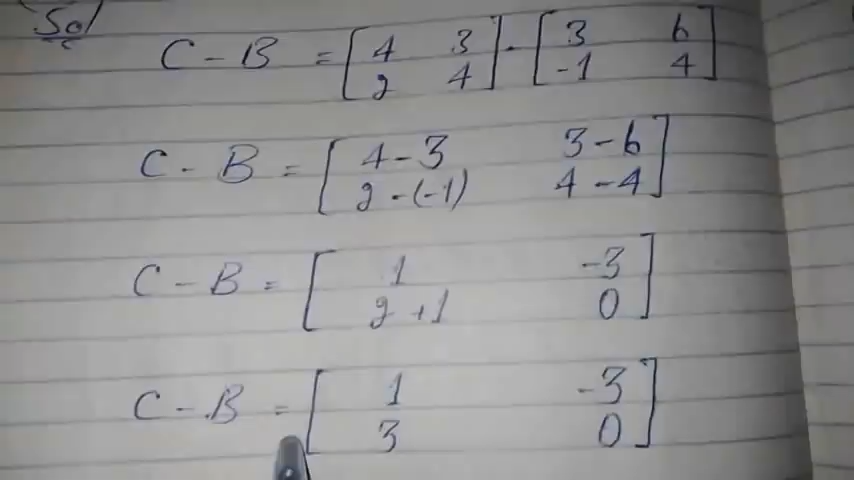 Sol
C - B = [ 4 3 ] - [ 3 6 ]
[ 2 4 ] [ -1 4 ]
C - B = [ 4 - 3 3 - 6 ]
[ 2 - (-1) 4 - 4 ]
C - B = [ 1 -3 ]
[ 2 + 1 0 ]
C - B = [ 1 -3 ]
[ 3 0 ]